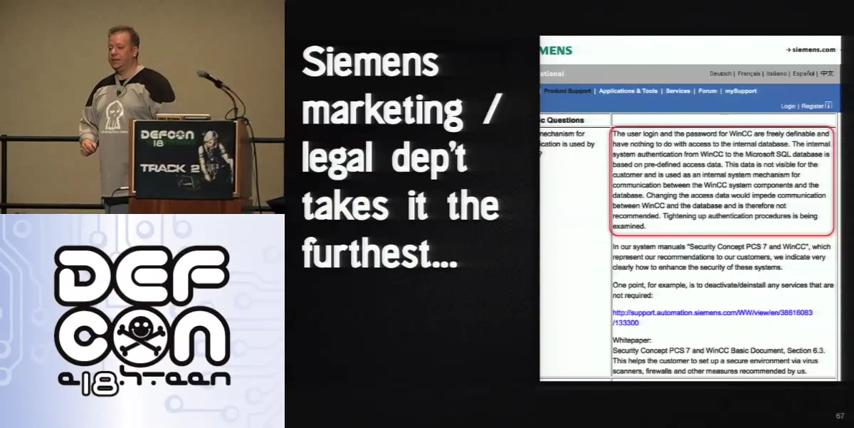 DEFCON
TRACK 2
DEF
CON
e18hteen
Siemens
marketing /
legal dep't
takes it the
furthest...
MENS
→siemens.com
ational
Deutsch | Français | Italiano | Español | 中文
Product Support | Applications & Tools | Services | Forum | mySupport
Login | Register
ic Questions
mechanism for
ication is used by
?
The user login and the password for WinCC are freely definable and
have nothing to do with access to the internal database. The internal
system authentication from WinCC to the Microsoft SQL database is
based on pre-defined access data. This data is not visible for the
customer and is used as an internal system mechanism for
communication between the WinCC system components and the
database. Changing the access data would impede communication
between WinCC and the database and is therefore not
recommended. Tightening up authentication procedures is being
examined.
In our system manuals "Security Concept PCS 7 and WinCC", which
represent our recommendations to our customers, we indicate very
clearly how to enhance the security of these systems.
One point, for example, is to deactivate/deinstall any services that are
not required:
http://support.automation.siemens.com/WW/view/en/38616083
/133300
Whitepaper:
Security Concept PCS 7 and WinCC Basic Document, Section 6.3.
This helps the customer to set up a secure environment via virus
scanners, firewalls and other measures recommended by us.
67